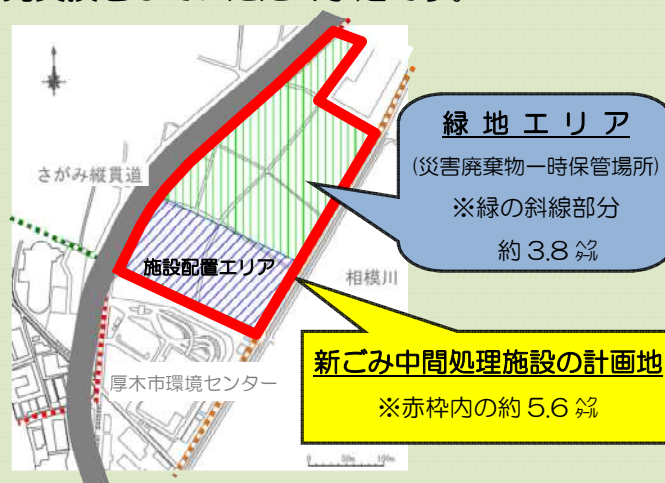 緑地エリア
(災害廃棄物一時保管場所)
※緑の斜線部分
約3.8㌶
さがみ縦貫道
施設配置エリア
相模川
新ごみ中間処理施設の計画地
※赤枠内の約5.6㌶
厚木市環境センター
0 50m 100m